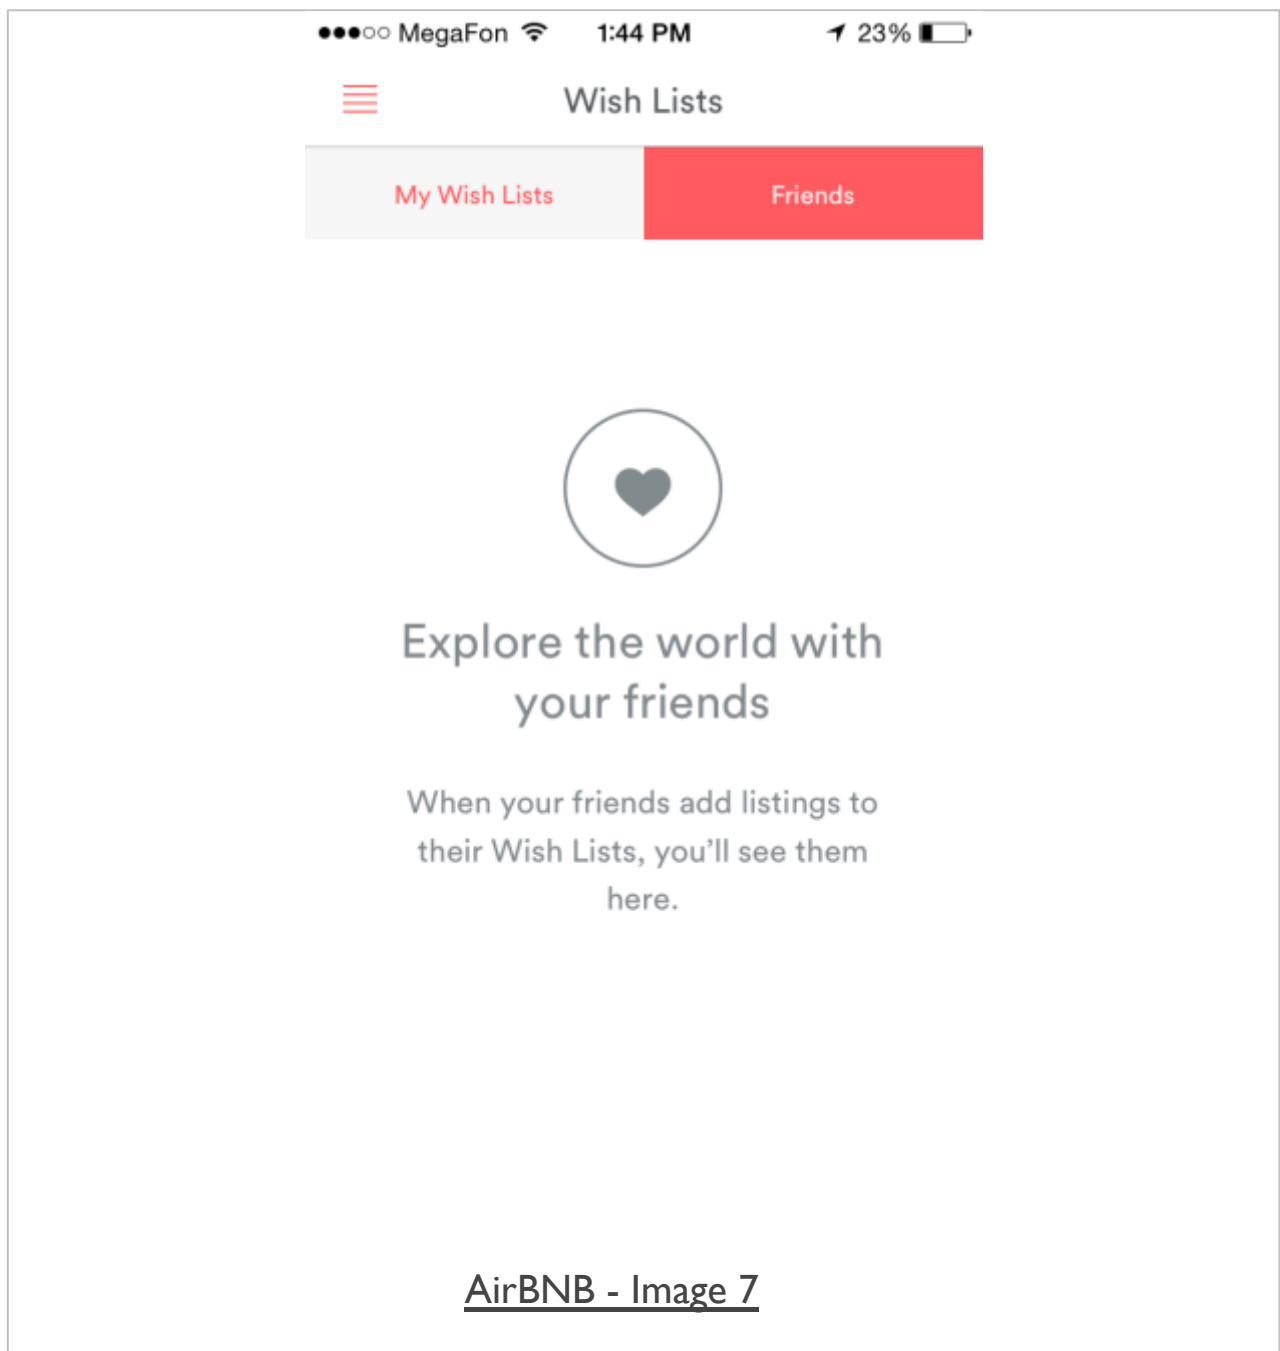 MegaFon 1:44 PM 23%
Wish Lists
My Wish Lists Friends
Explore the world with
your friends
When your friends add listings to
their Wish Lists, you’ll see them
here.
AirBNB - Image 7